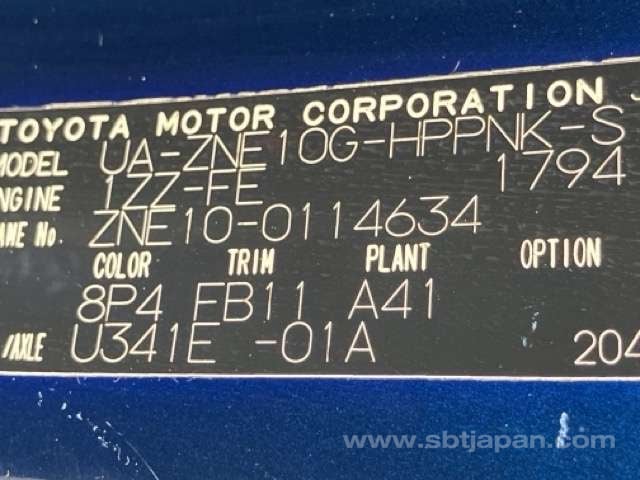 TOYOTA MOTOR CORPORATION J
MODEL UA-ZNE10G-HPPNK-S
ENGINE 1ZZ-FE 1794
AME No. ZNE10-0114634
COLOR TRIM PLANT OPTION
8P4 FB11 A41
/AXLE U341E -01A 204
www.sbtjapan.com